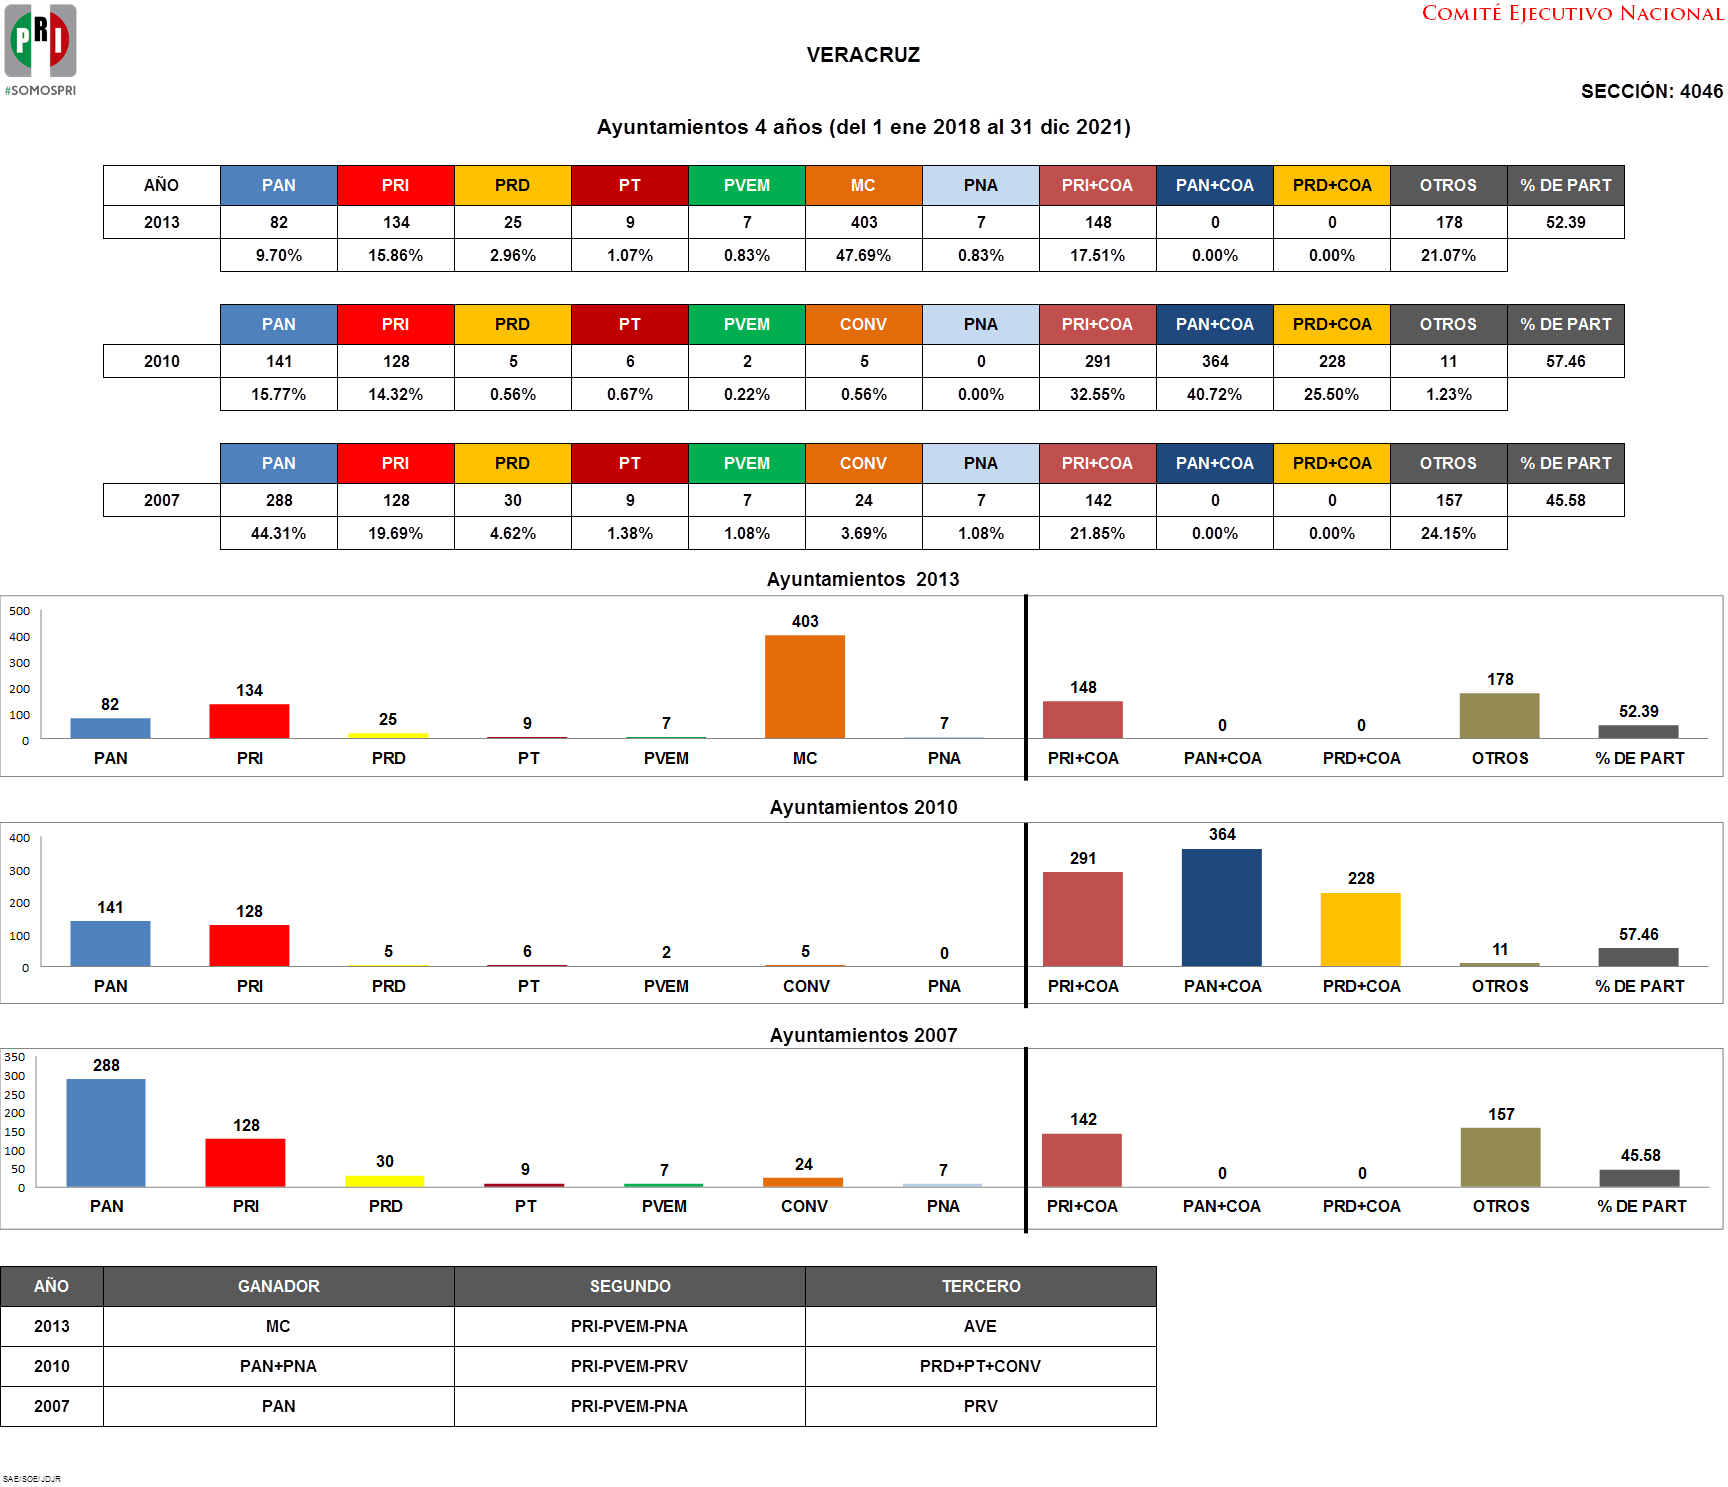 PRI
#SOMOSPRI
COMITÉ EJECUTIVO NACIONAL
VERACRUZ
SECCIÓN: 4046
Ayuntamientos 4 años (del 1 ene 2018 al 31 dic 2021)
AÑO PAN PRI PRD PT PVEM MC PNA PRI+COA PAN+COA PRD+COA OTROS % DE PART
2013 82 134 25 9 7 403 7 148 0 0 178 52.39
9.70% 15.86% 2.96% 1.07% 0.83% 47.69% 0.83% 17.51% 0.00% 0.00% 21.07%
PAN PRI PRD PT PVEM CONV PNA PRI+COA PAN+COA PRD+COA OTROS % DE PART
2010 141 128 5 6 2 5 0 291 364 228 11 57.46
15.77% 14.32% 0.56% 0.67% 0.22% 0.56% 0.00% 32.55% 40.72% 25.50% 1.23%
PAN PRI PRD PT PVEM CONV PNA PRI+COA PAN+COA PRD+COA OTROS % DE PART
2007 288 128 30 9 7 24 7 142 0 0 157 45.58
44.31% 19.69% 4.62% 1.38% 1.08% 3.69% 1.08% 21.85% 0.00% 0.00% 24.15%
Ayuntamientos 2013
500
400
300
200
100
0
82 134 25 9 7 403 7 148 0 0 178 52.39
PAN PRI PRD PT PVEM MC PNA PRI+COA PAN+COA PRD+COA OTROS % DE PART
Ayuntamientos 2010
400
300
200
100
0
141 128 5 6 2 5 0 291 364 228 11 57.46
PAN PRI PRD PT PVEM CONV PNA PRI+COA PAN+COA PRD+COA OTROS % DE PART
Ayuntamientos 2007
350
300
250
200
150
100
50
0
288 128 30 9 7 24 7 142 0 0 157 45.58
PAN PRI PRD PT PVEM CONV PNA PRI+COA PAN+COA PRD+COA OTROS % DE PART
AÑO GANADOR SEGUNDO TERCERO
2013 MC PRI-PVEM-PNA AVE
2010 PAN+PNA PRI-PVEM-PRV PRD+PT+CONV
2007 PAN PRI-PVEM-PNA PRV
SAE/SOE/JDJR